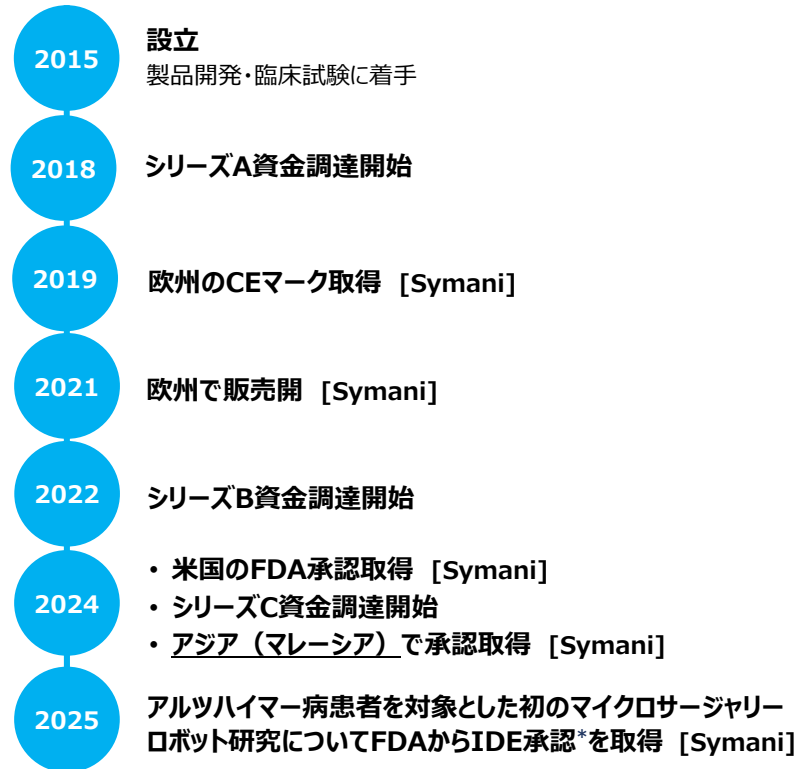 2015
設立
製品開発・臨床試験に着手
2018
シリーズA資金調達開始
2019
欧州のCEマーク取得 [Symani]
2021
欧州で販売開 [Symani]
2022
シリーズB資金調達開始
2024
・ 米国のFDA承認取得 [Symani]
・ シリーズC資金調達開始
・ アジア（マレーシア）で承認取得 [Symani]
2025
アルツハイマー病患者を対象とした初のマイクロサージャリー
ロボット研究についてFDAからIDE承認*を取得 [Symani]